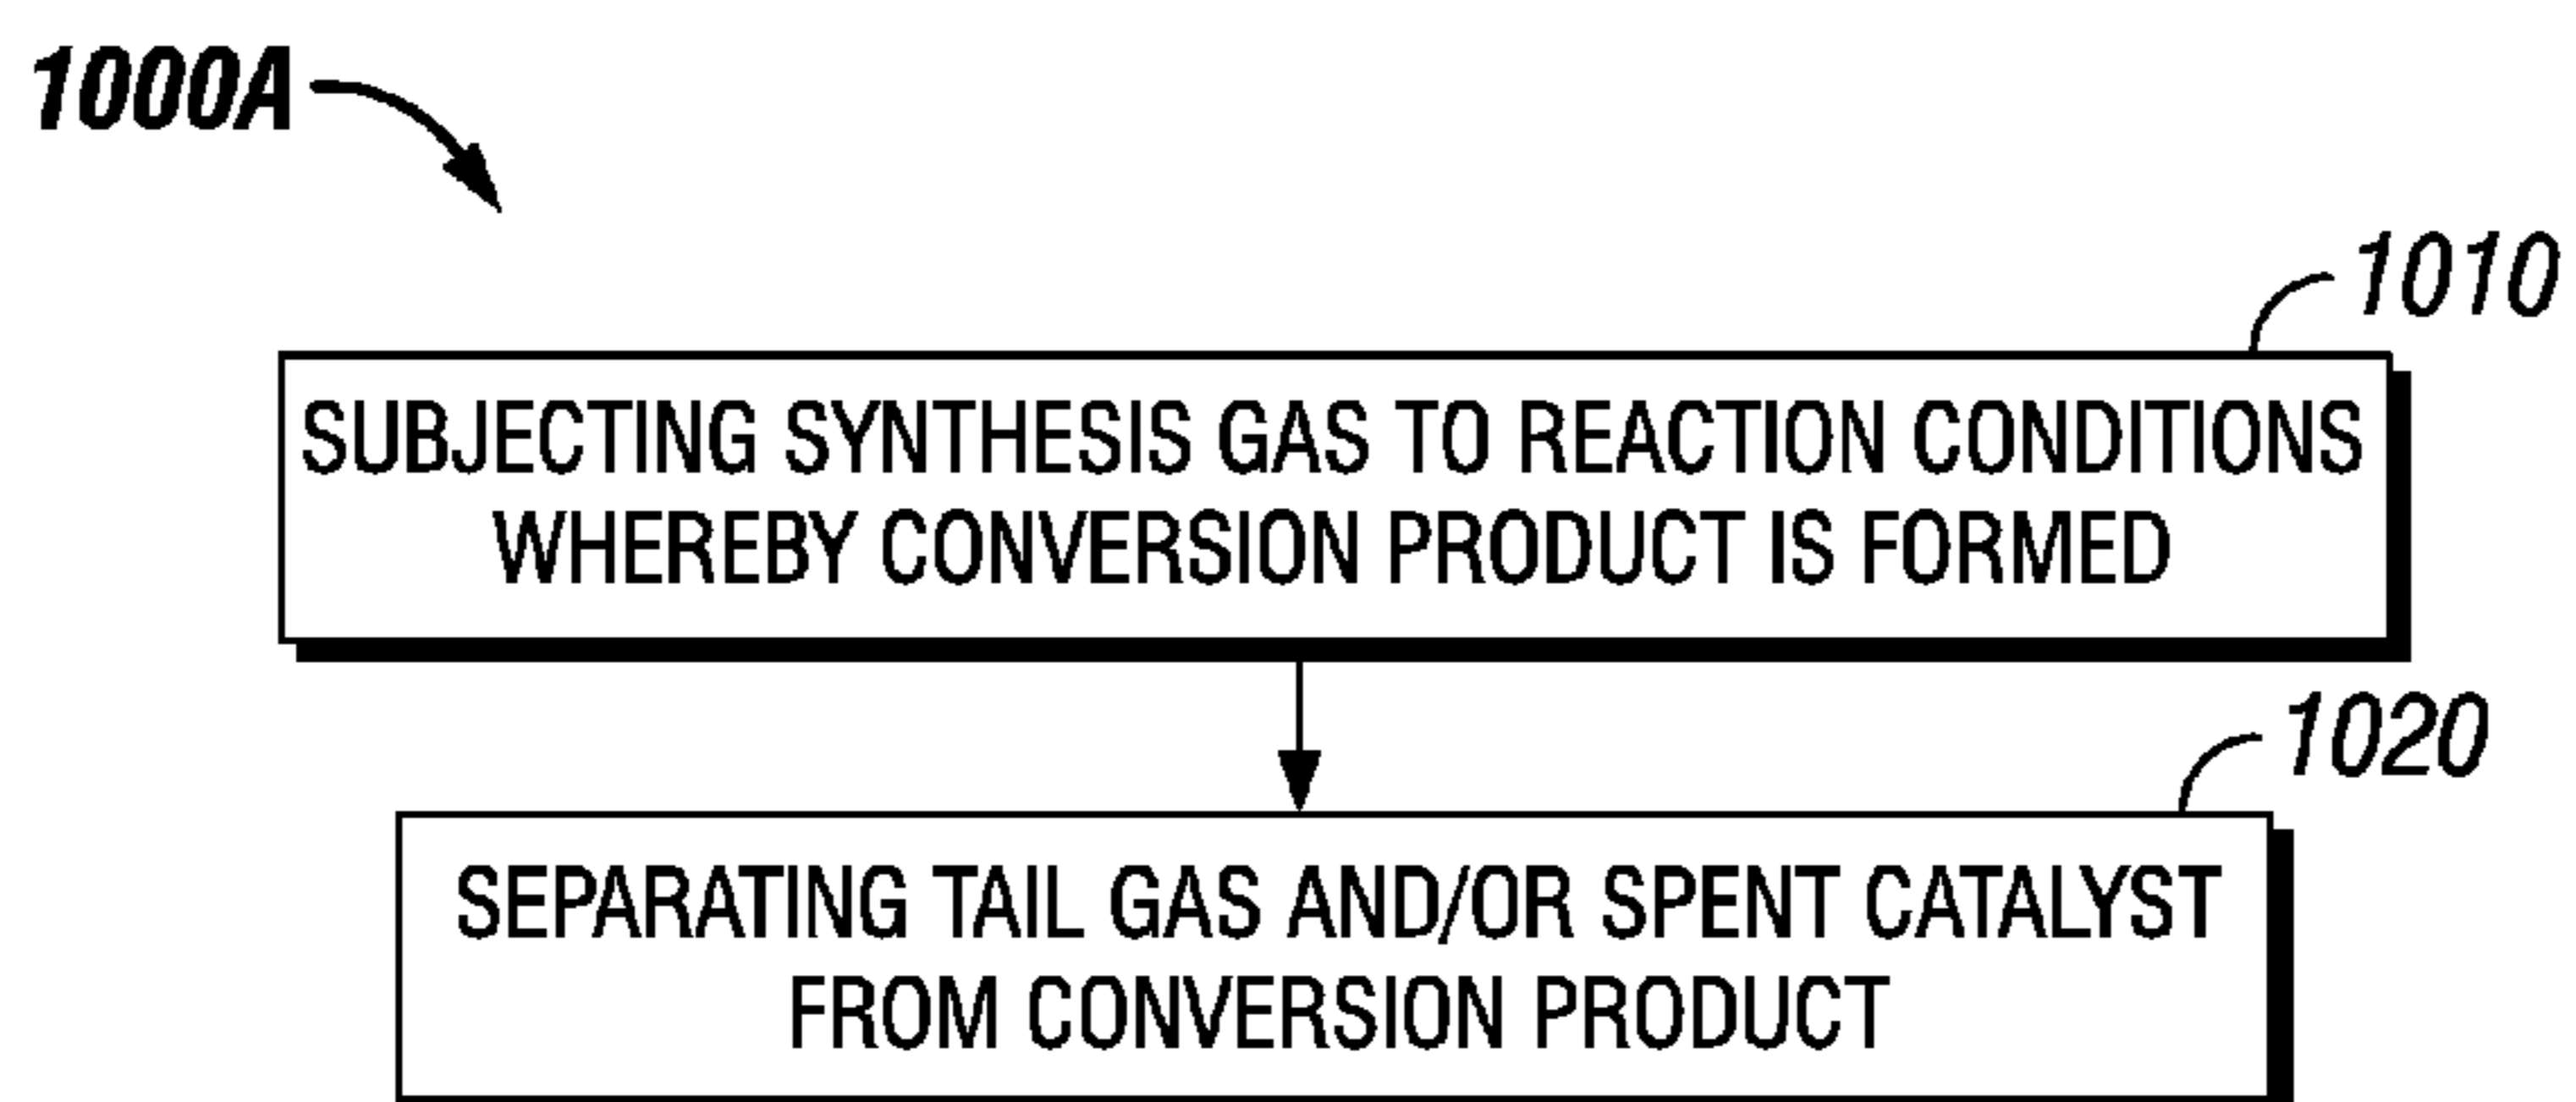 1000A
1010
SUBJECTING SYNTHESIS GAS TO REACTION CONDITIONS
WHEREBY CONVERSION PRODUCT IS FORMED
1020
SEPARATING TAIL GAS AND/OR SPENT CATALYST
FROM CONVERSION PRODUCT